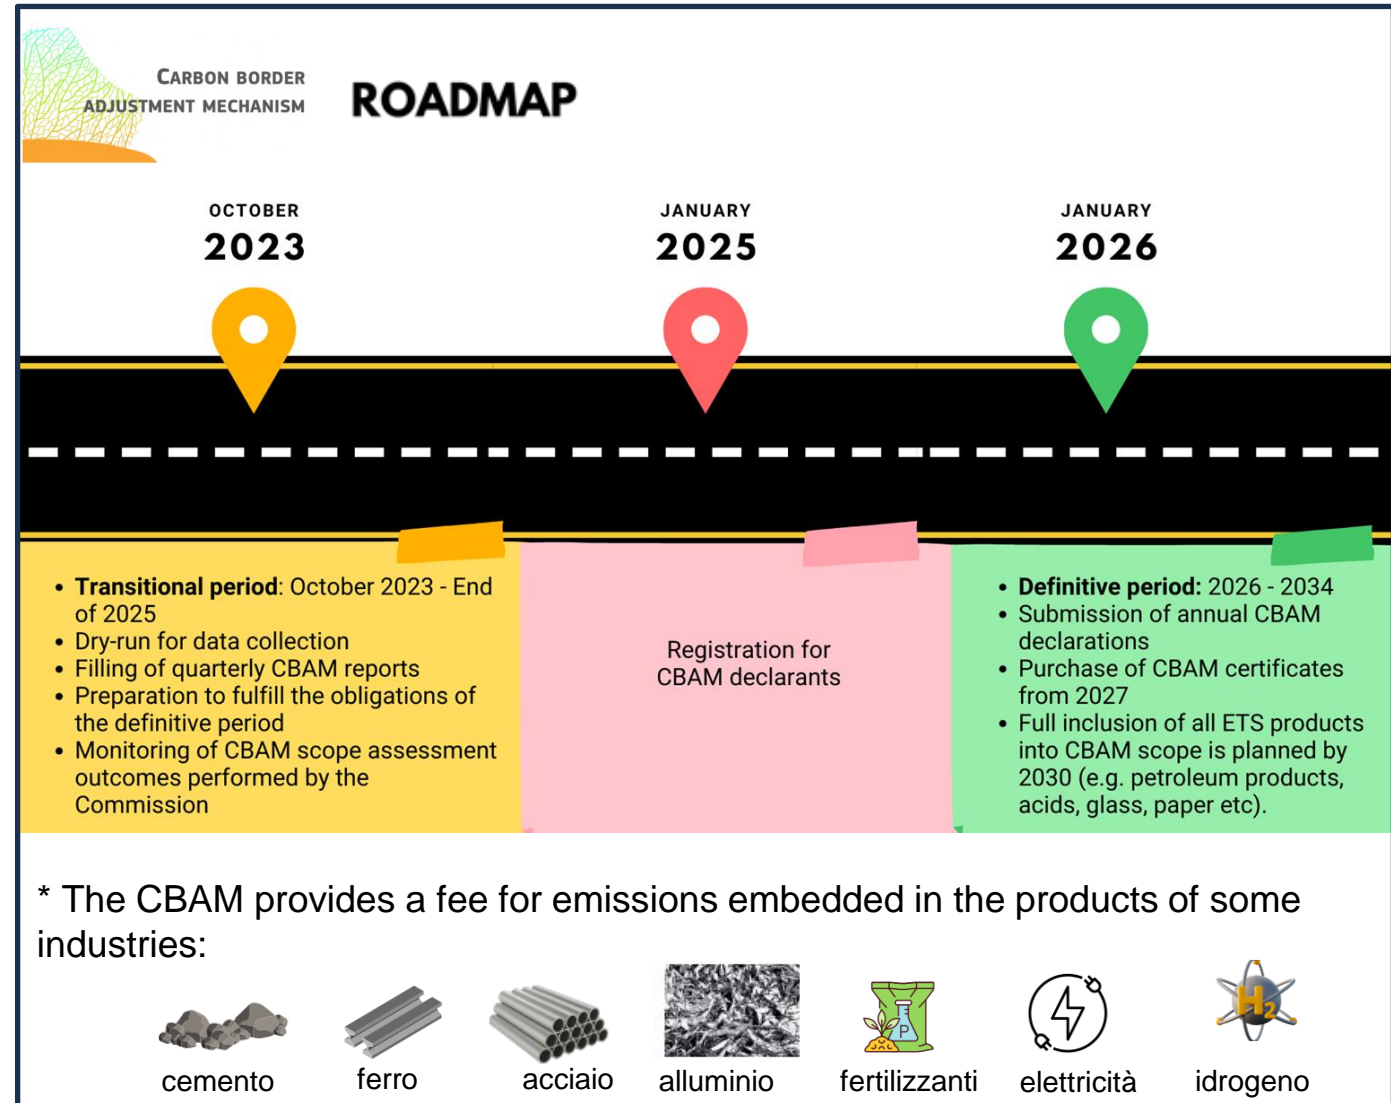 CARBON BORDER
ADJUSTMENT MECHANISM
ROADMAP
OCTOBER
2023
JANUARY
2025
JANUARY
2026
• Transitional period: October 2023 - End
of 2025
• Dry-run for data collection
• Filling of quarterly CBAM reports
• Preparation to fulfill the obligations of
the definitive period
• Monitoring of CBAM scope assessment
outcomes performed by the
Commission
Registration for
CBAM declarants
• Definitive period: 2026 - 2034
• Submission of annual CBAM
declarations
• Purchase of CBAM certificates
from 2027
• Full inclusion of all ETS products
into CBAM scope is planned by
2030 (e.g. petroleum products,
acids, glass, paper etc).
* The CBAM provides a fee for emissions embedded in the products of some
industries:
P
H2
cemento
ferro
acciaio
alluminio
fertilizzanti
elettricità
idrogeno